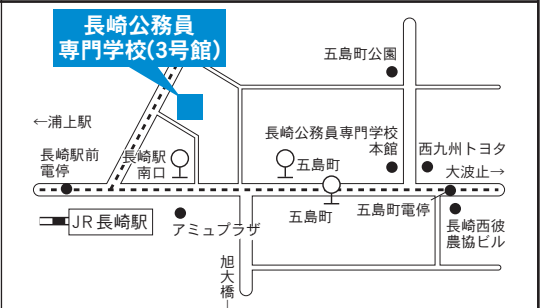 長崎公務員
専門学校(3号館)
五島町公園
←浦上駅
長崎公務員専門学校
本館
西九州トヨタ
長崎駅前
電停
長崎駅
南口
五島町
大波止→
JR長崎駅
アミュプラザ
五島町
五島町電停
長崎西彼
農協ビル
旭
大
橋